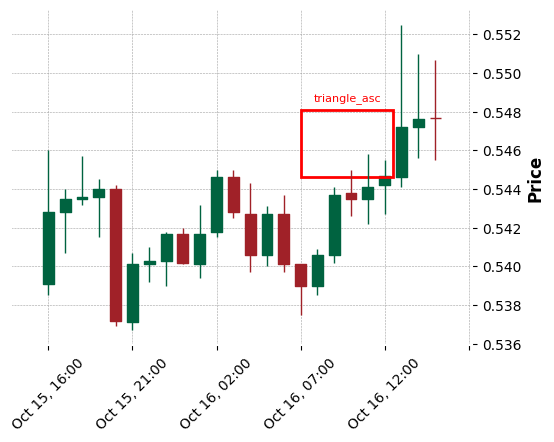 triangle_asc
0.552
0.550
0.548
0.546
0.544
0.542
0.540
0.538
0.536
Price
Oct 15, 16:00
Oct 15, 21:00
Oct 16, 02:00
Oct 16, 07:00
Oct 16, 12:00